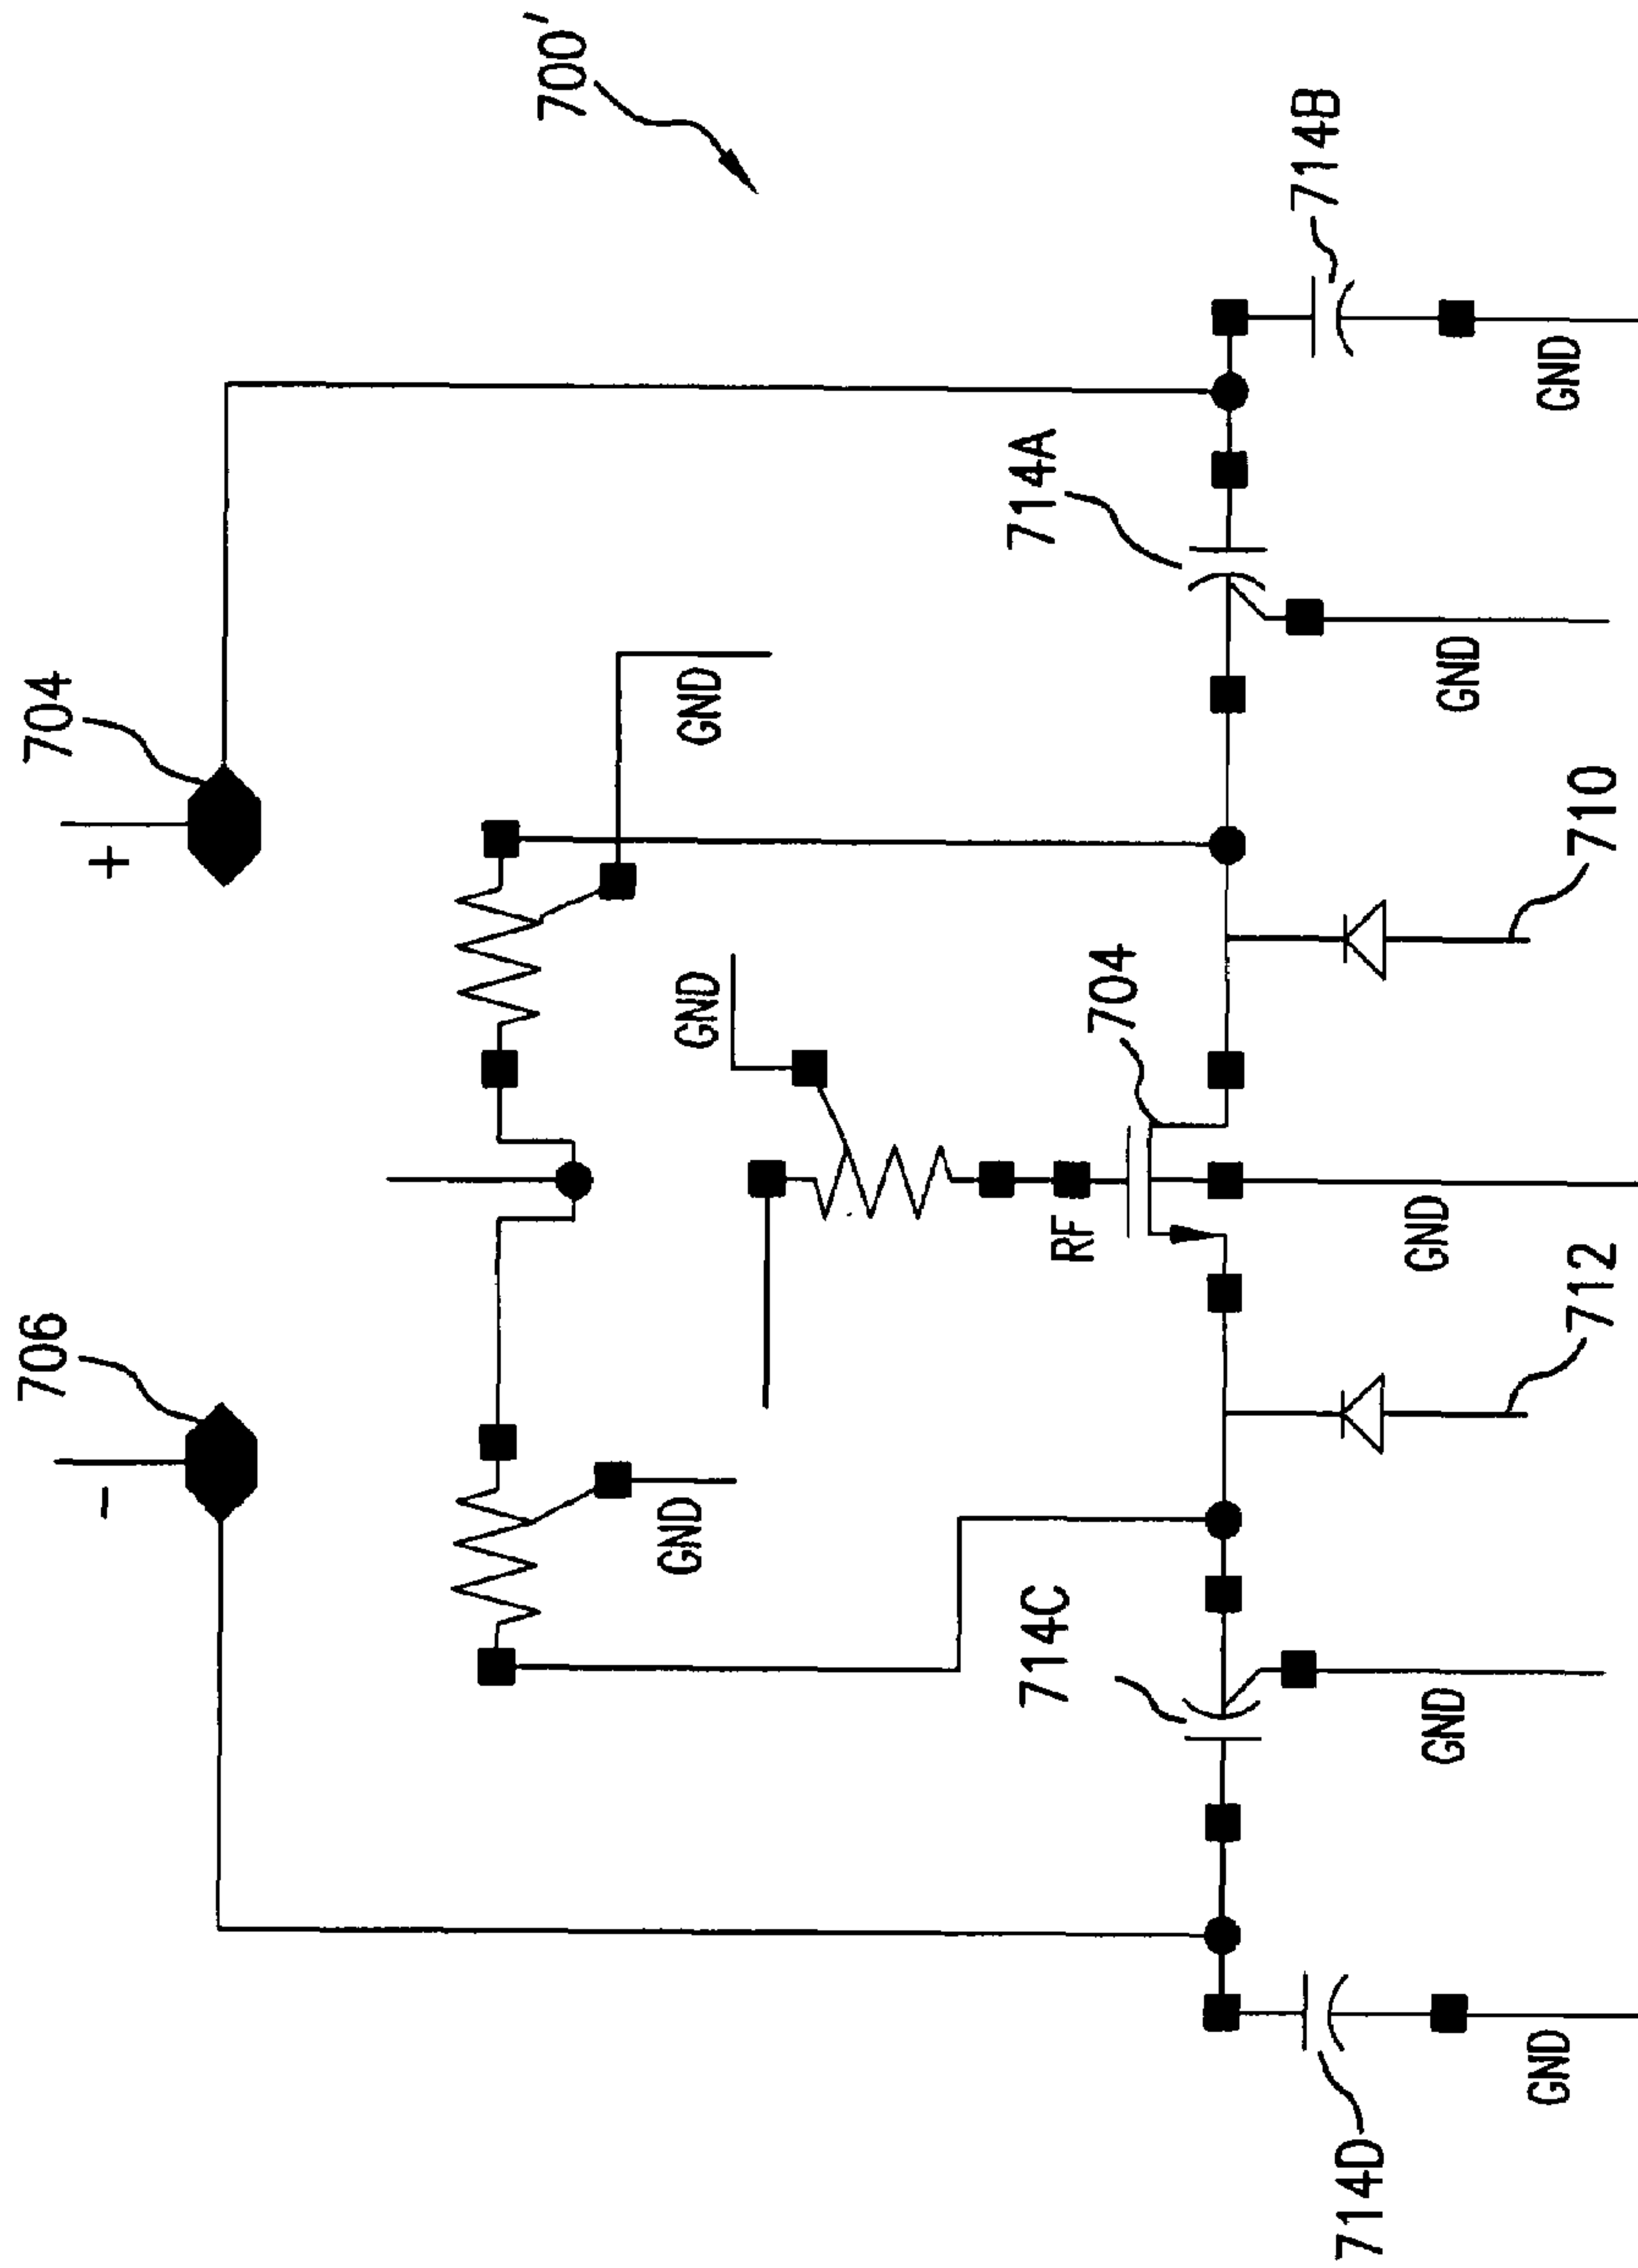 706
704
-
+
700'
GND
GND
GND
714C
RF
714A
704
714D
714B
GND
GND
GND
GND
GND
712
710